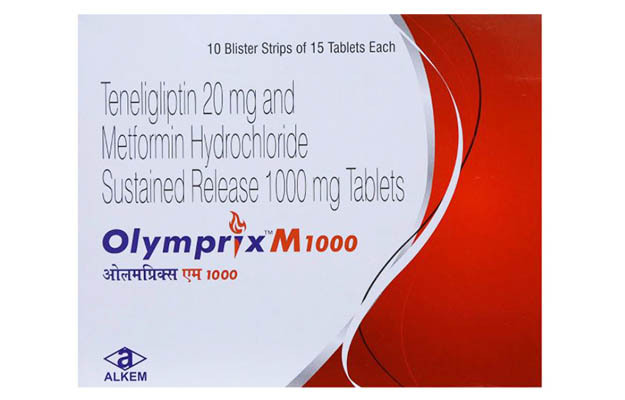 10 Blister Strips of 15 Tablets Each
Teneligliptin 20 mg and
Metformin Hydrochloride
Sustained Release 1000 mg Tablets
Olymprix™ M 1000
ओलमप्रिक्स एम 1000
a
ALKEM